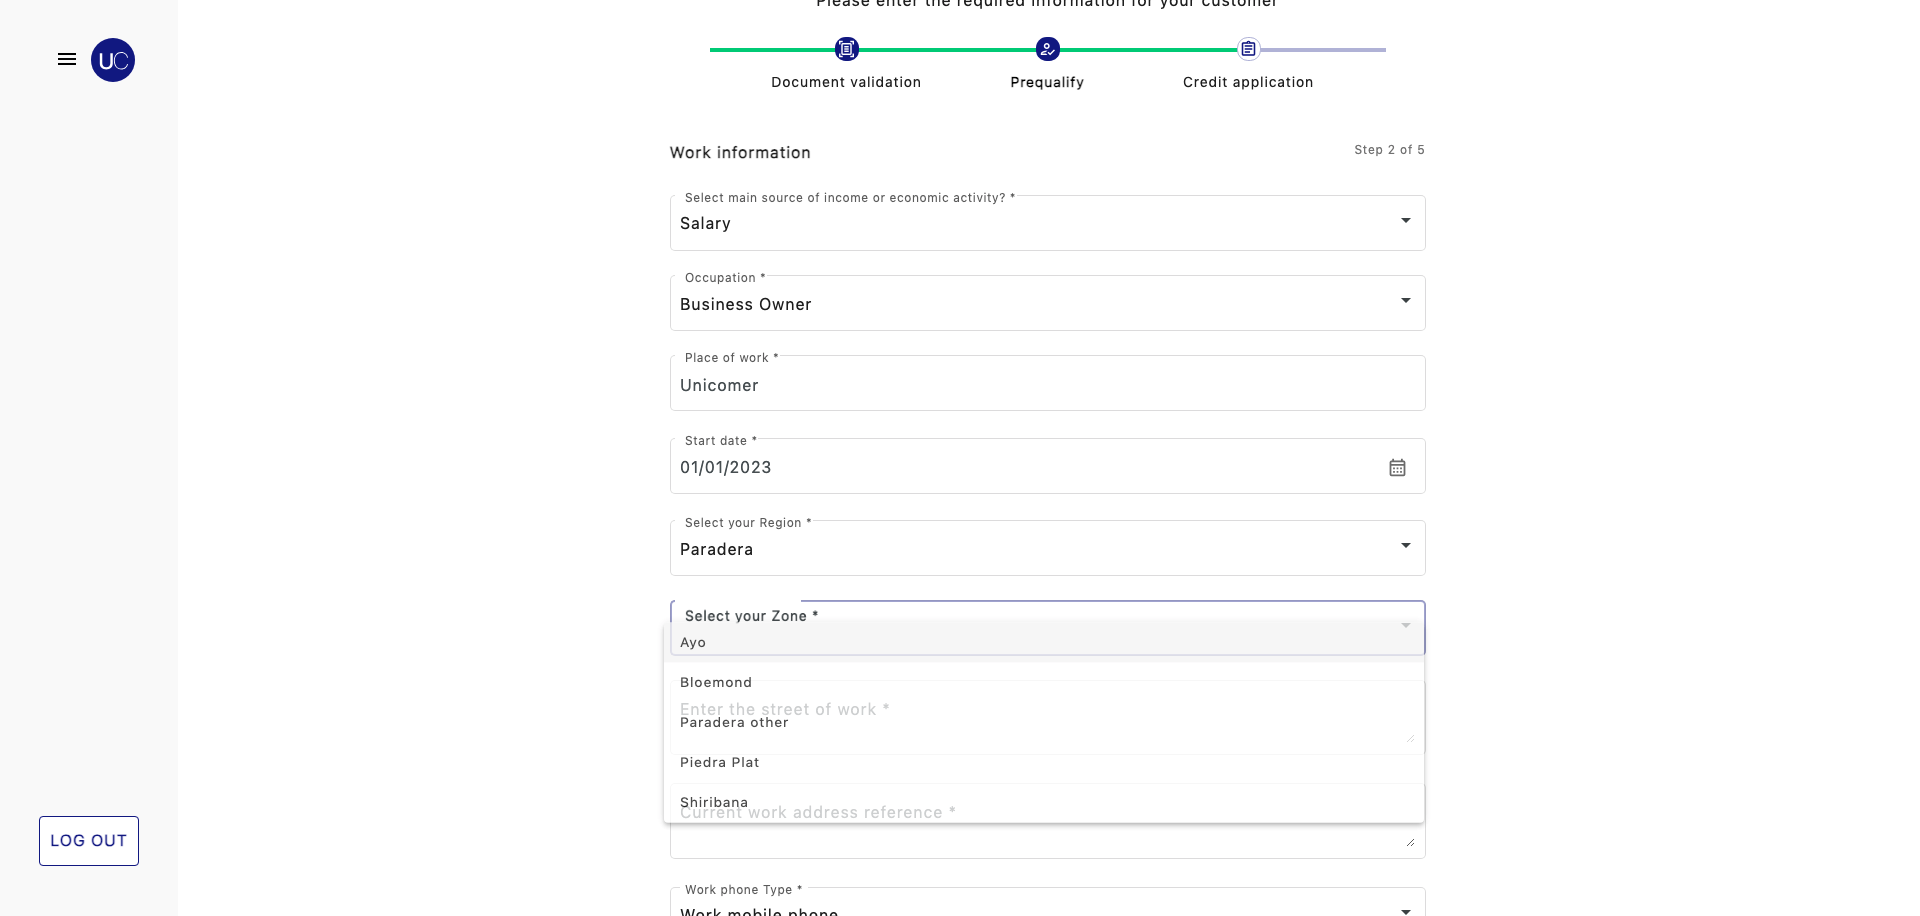 Please enter the required information for your customer
UC
Document validation
Prequalify
Credit application
Work information
Step 2 of 5
Select main source of income or economic activity? *
Salary
Occupation *
Business Owner
Place of work *
Unicomer
Start date *
01/01/2023
Select your Region *
Paradera
Select your Zone *
Ayo
Bloemond
Enter the street of work *
Paradera other
Piedra Plat
Shiribana
Current work address reference *
LOG OUT
Work phone Type *
Work mobile phone